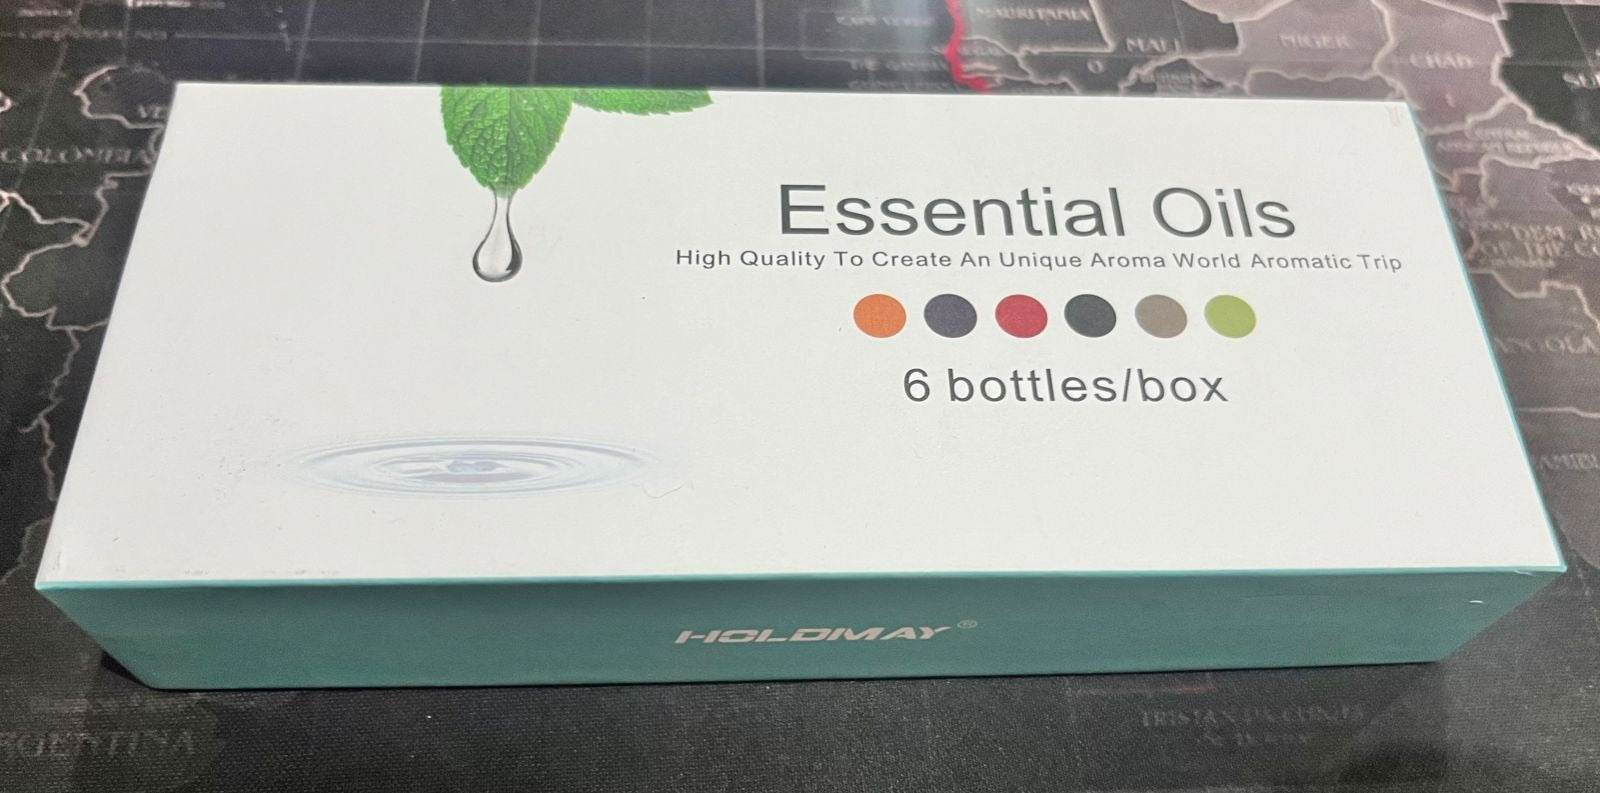 MAURITANIA
MALI
NIGER
CHAD
COLOMBIA
Essential Oils
High Quality To Create An Unique Aroma World Aromatic Trip
6 bottles/box
ANGOLA
HOLDMAY®